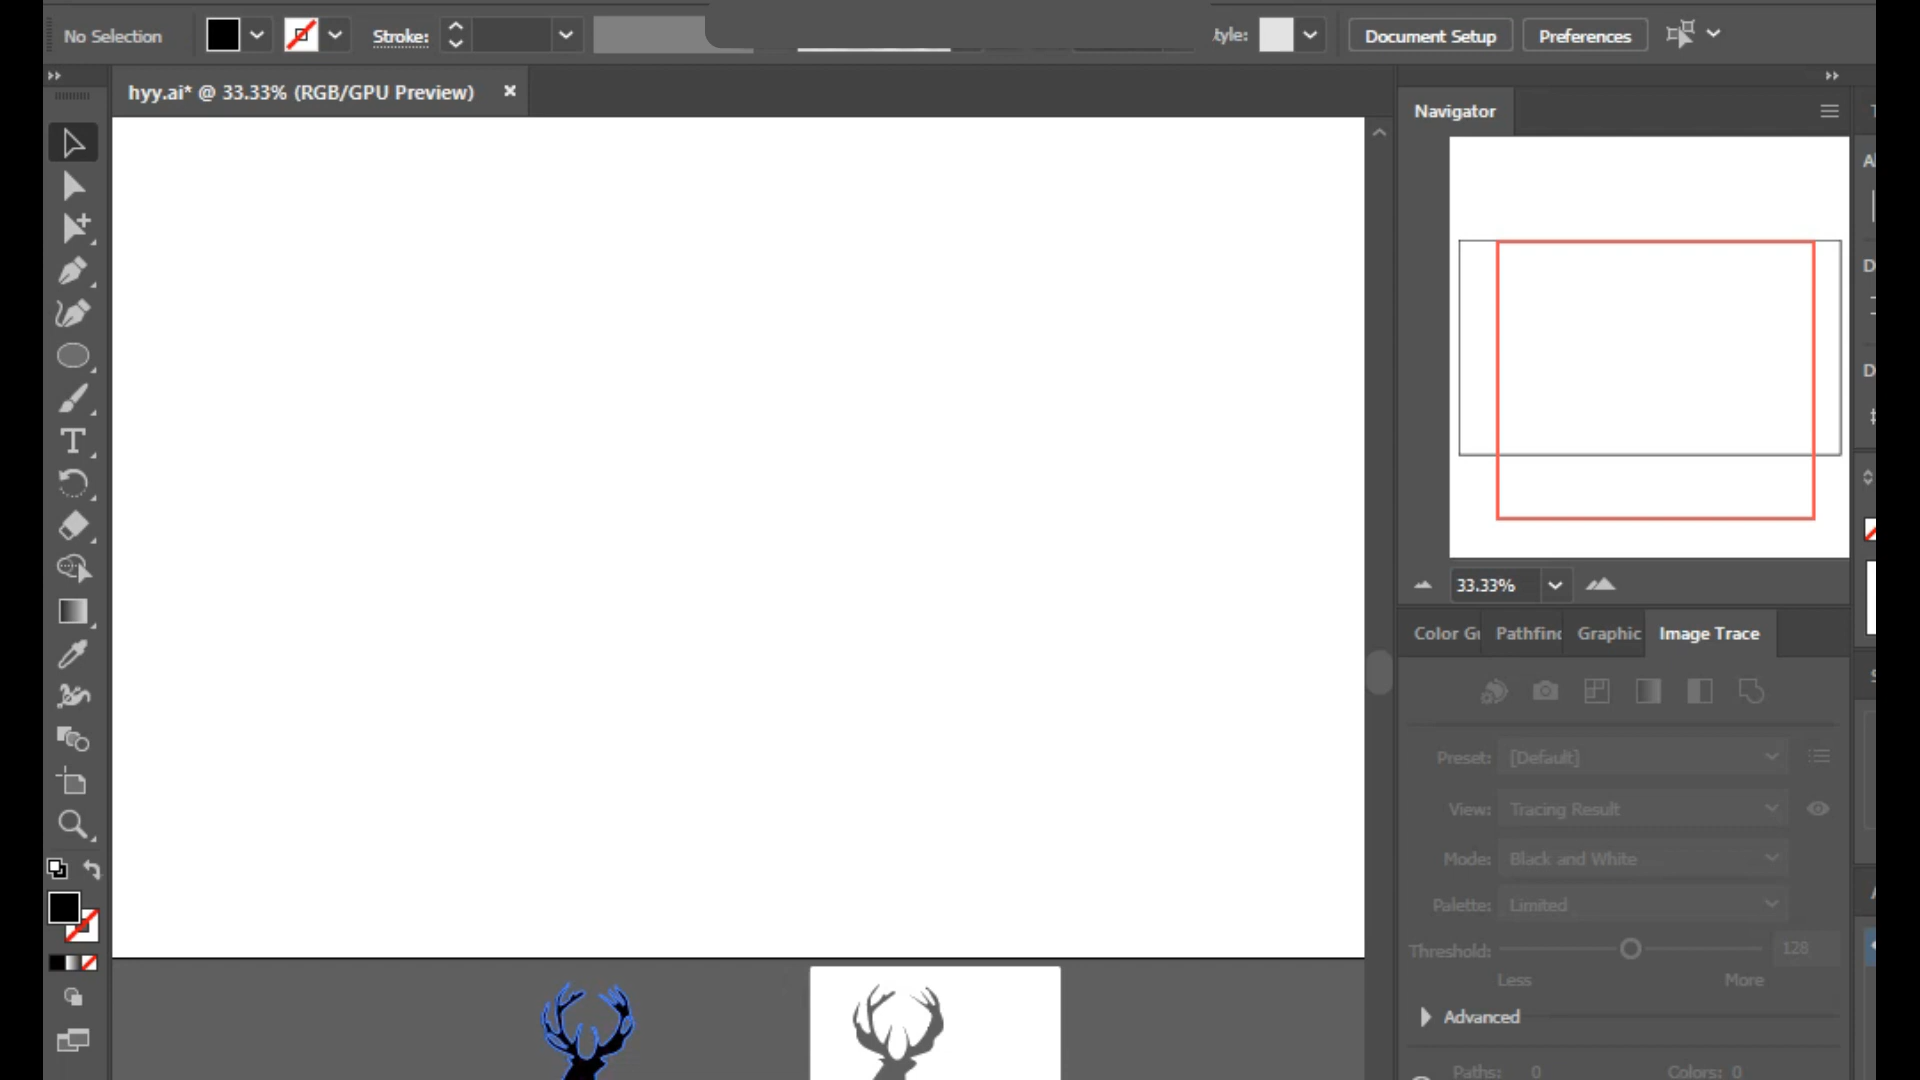 No Selection
Stroke:
tyle:
Document Setup
Preferences
hyy.ai* @ 33.33% (RGB/GPU Preview)
Navigator
33.33%
Color Gu
Pathfind
Graphic
Image Trace
Preset: [Default]
View: Tracing Result
Mode: Black and White
Palette: Limited
Threshold: 128
Less More
Advanced
Paths: 0 Colors: 0